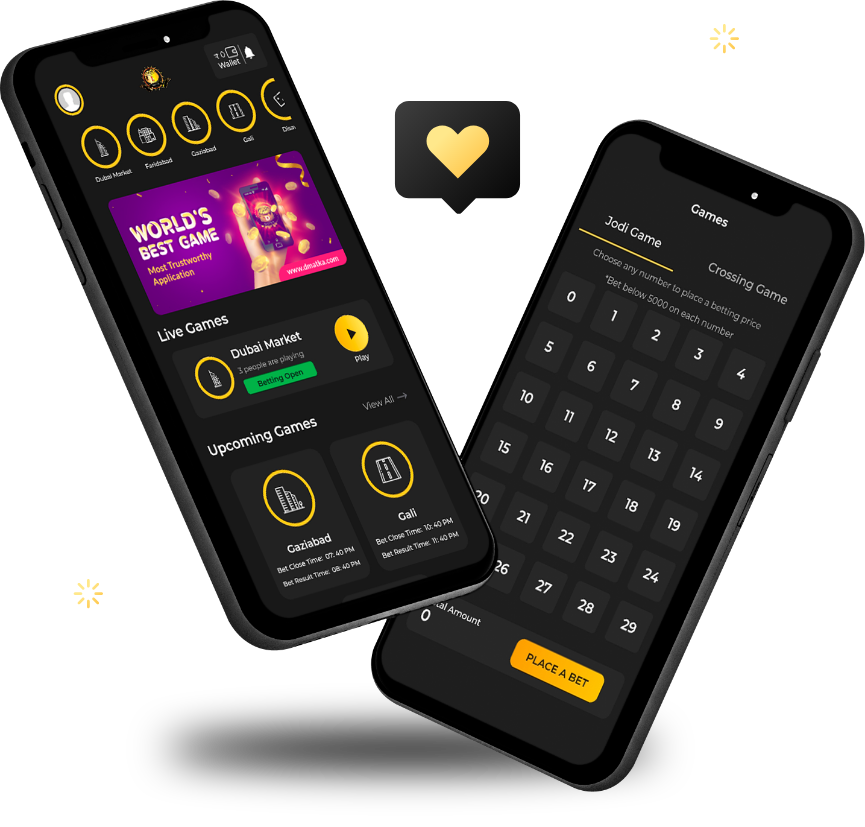 ₹ 0
Wallet
Dubai Market
Faridabad
Gaziabad
Gali
WORLD'S
BEST GAME
Most Trustworthy
Application
www.dmatka.com
Live Games
Dubai Market
3 people are playing
Betting Open
Play
View All →
Upcoming Games
Gaziabad
Bet Close Time: 07: 40 PM
Bet Result Time: 08: 40 PM
Gali
Bet Close Time: 10: 40 PM
Bet Result Time: 11: 40 PM
Games
Jodi Game
Crossing Game
Choose any number to place a betting price
*Bet below 5000 on each number
0 1 2 3 4
5 6 7 8 9
10 11 12 13 14
15 16 17 18 19
20 21 22 23 24
26 27 28 29
tal Amount
0
PLACE A BET